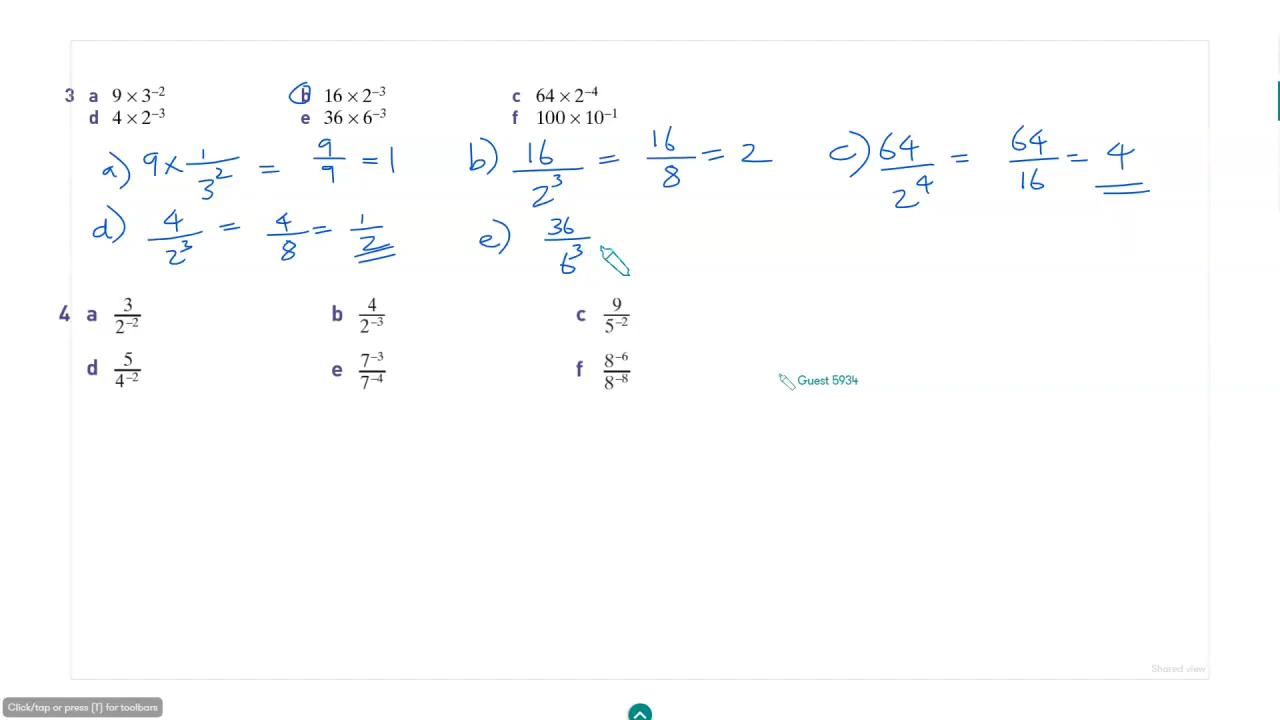 3 a 9 × 3⁻² b 16 × 2⁻³ c 64 × 2⁻⁴
d 4 × 2⁻³ e 36 × 6⁻³ f 100 × 10⁻¹
a) 9 × 1/3² = 9/9 = 1 b) 16/2³ = 16/8 = 2 c) 64/2⁴ = 64/16 = 4
d) 4/2³ = 4/8 = 1/2 e) 36/6³
4 a 3/2⁻² b 4/2⁻³ c 9/5⁻²
d 5/4⁻² e 7⁻³/7⁻⁴ f 8⁻⁶/8⁻⁸
Guest 5934
Shared view
Click/tap or press [T] for toolbars